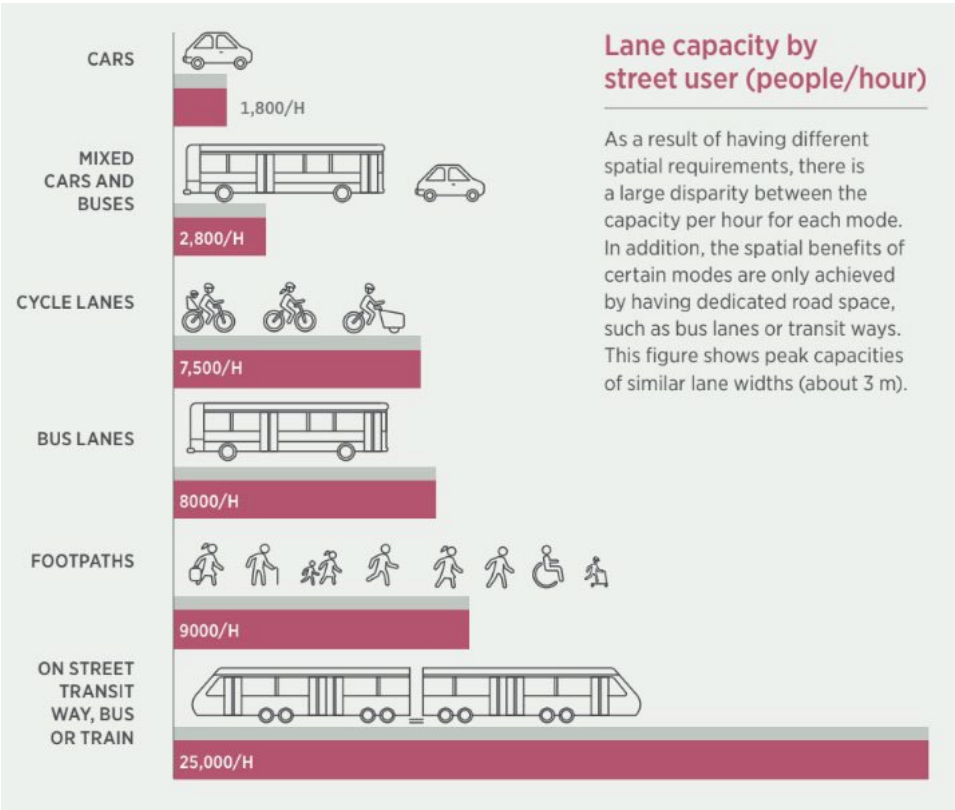 Lane capacity by
street user (people/hour)
As a result of having different
spatial requirements, there is
a large disparity between the
capacity per hour for each mode.
In addition, the spatial benefits of
certain modes are only achieved
by having dedicated road space,
such as bus lanes or transit ways.
This figure shows peak capacities
of similar lane widths (about 3 m).
CARS
1,800/H
MIXED
CARS AND
BUSES
2,800/H
CYCLE LANES
7,500/H
BUS LANES
8000/H
FOOTPATHS
9000/H
ON STREET
TRANSIT
WAY, BUS
OR TRAIN
25,000/H